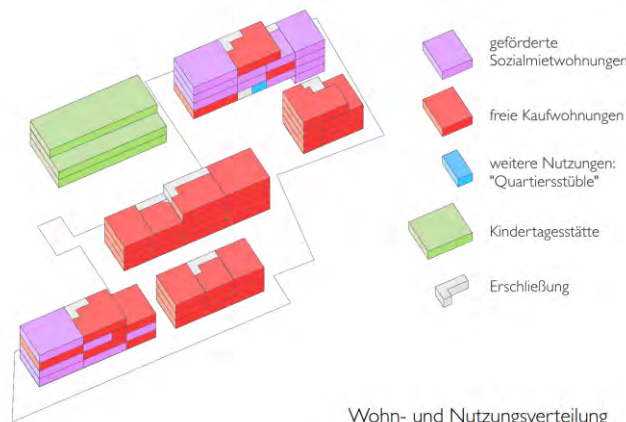 geförderte
Sozialmietwohnungen
freie Kaufwohnungen
weitere Nutzungen:
"Quartiersstüble"
Kindertagesstätte
Erschließung
Wohn- und Nutzungsverteilung